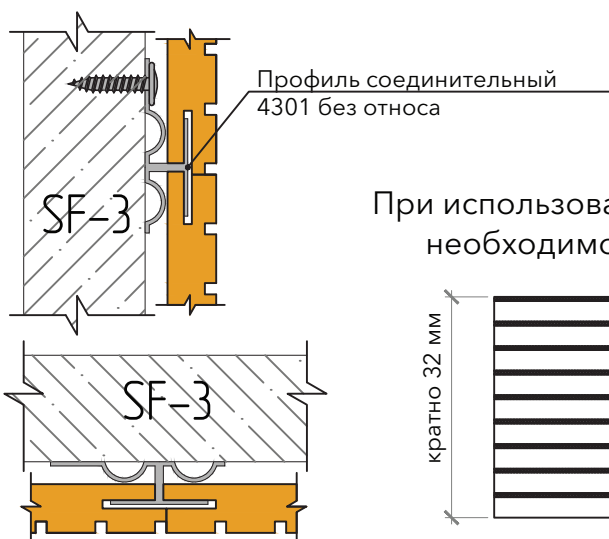 Профиль соединительный
4301 без относа
SF-3
При использова
необходимо
кратно 32 мм
SF-3